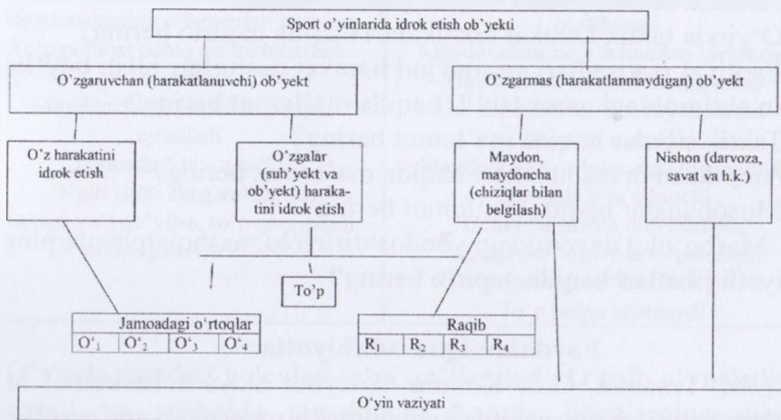 Sport o'yinlarida idrok etish ob'yekti
O'zgaruvchan (harakatlanuvchi) ob'yekt
O'zgarmas (harakatlanmaydigan) ob'yekt
O'z harakatini
idrok etish
O'zgalar
(sub'yekt va
ob'yekt) haraka-
tini idrok etish
Maydon,
maydoncha
(chiziqlar bilan
belgilash)
Nishon (darvoza,
savat va h.k.)
To'p
Jamoadagi o'rtoqlar
O'1 O'2 O'3 O'4
Raqib
R1 R2 R3 R4
O'yin vaziyati